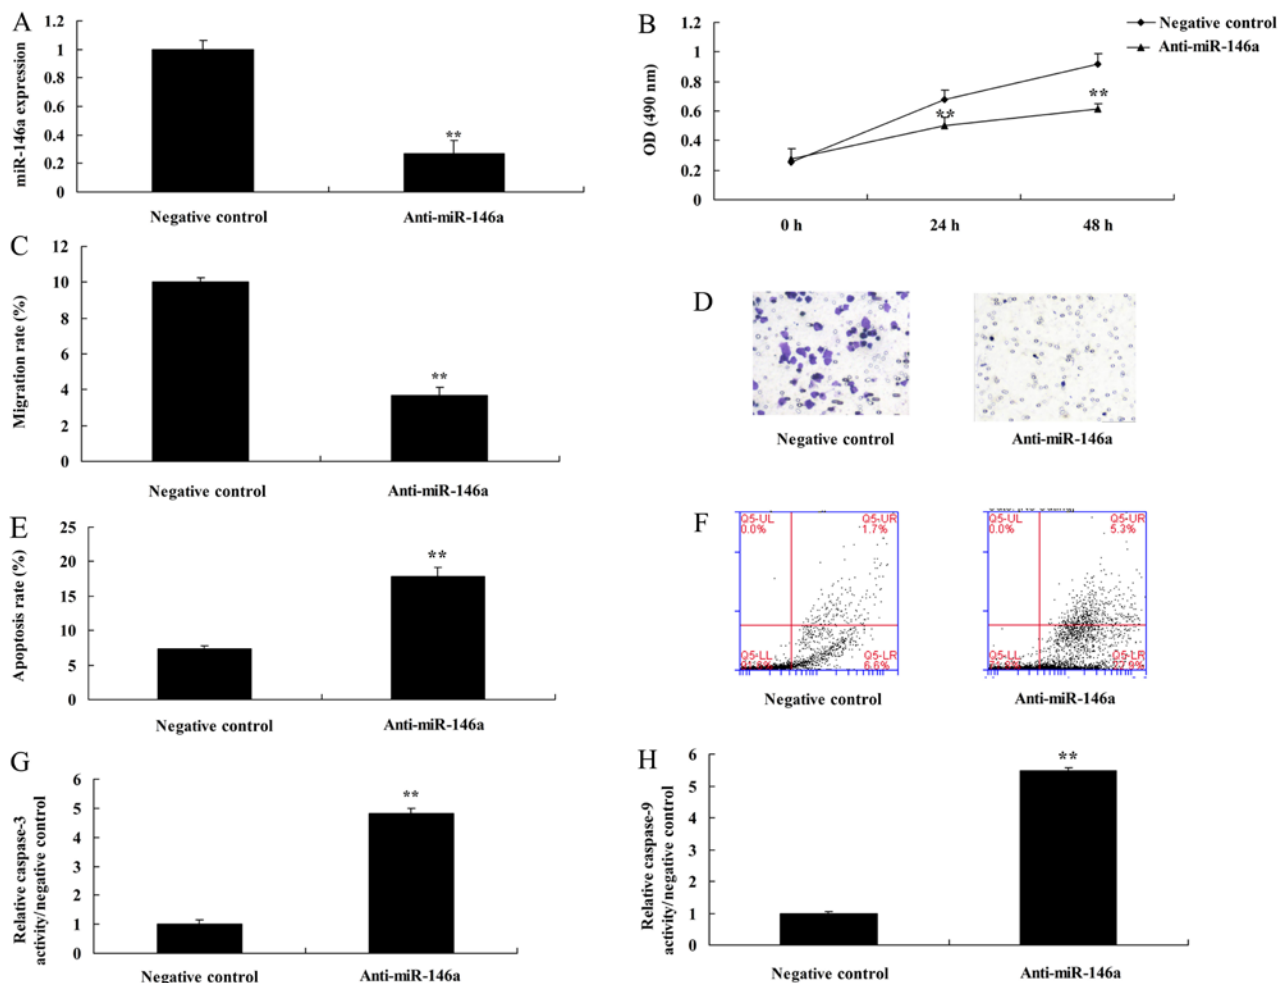 A
miR-146a expression
1.2
1
0.8
0.6
0.4
0.2
0
**
Negative control
Anti-miR-146a
B
OD (490 nm)
1.2
1
0.8
0.6
0.4
0.2
0
**
**
0 h
24 h
48 h
Negative control
Anti-miR-146a
C
Migration rate (%)
12
10
8
6
4
2
0
**
Negative control
Anti-miR-146a
D
Negative control
Anti-miR-146a
E
Apoptosis rate (%)
25
20
15
10
5
0
**
Negative control
Anti-miR-146a
F
Q5-UL
0.0%
Q5-UR
1.7%
Q5-LL
Q5-LR
6.6%
Negative control
Q5-UL
0.0%
Q5-UR
5.3%
Q5-LL
Q5-LR
Anti-miR-146a
G
Relative caspase-3
activity/negative control
6
5
4
3
2
1
0
**
Negative control
Anti-miR-146a
H
Relative caspase-9
activity/negative control
6
5
4
3
2
1
0
**
Negative control
Anti-miR-146a